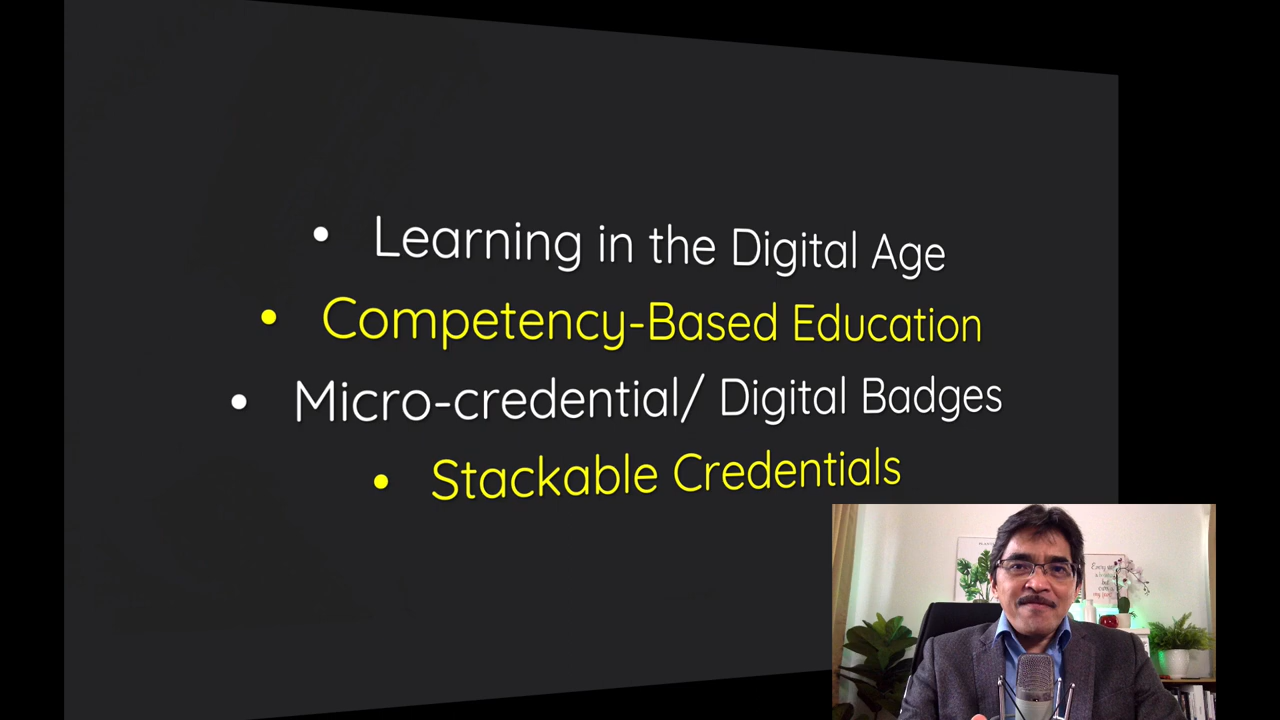 • Learning in the Digital Age
• Competency-Based Education
• Micro-credential/ Digital Badges
• Stackable Credentials